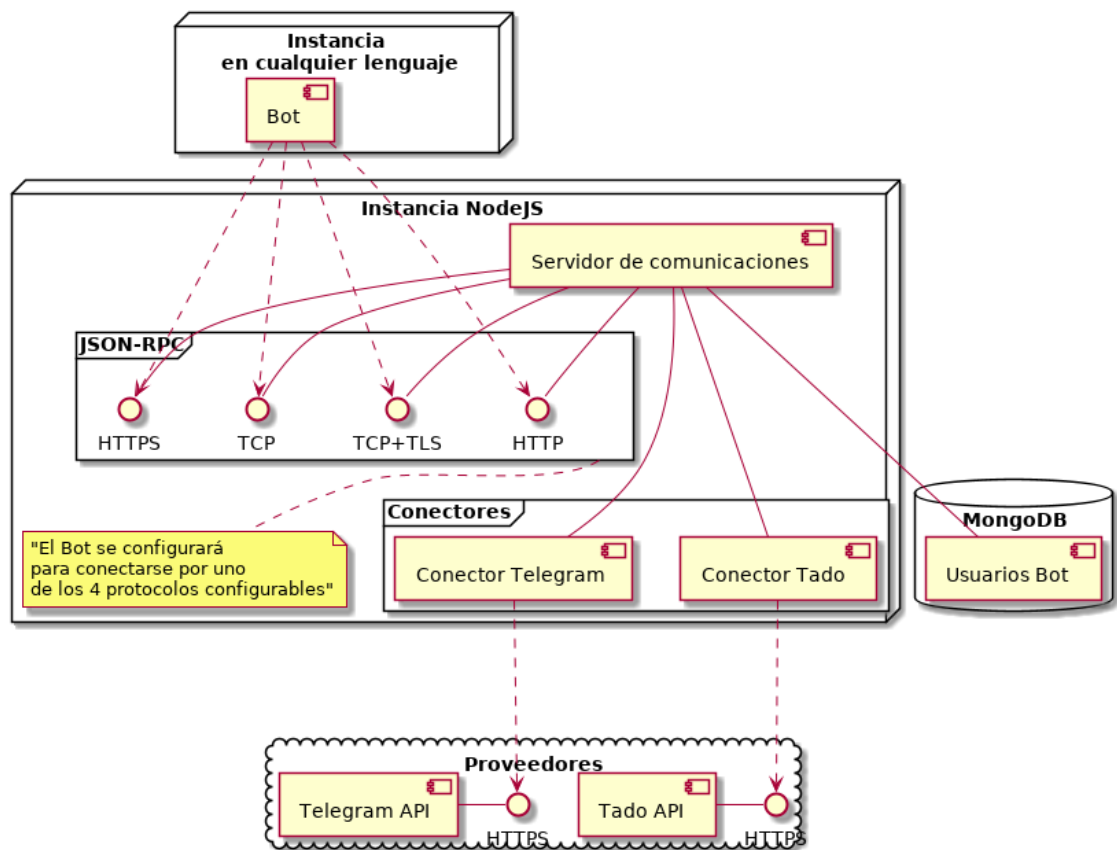 Instancia
en cualquier lenguaje
Bot
Instancia NodeJS
Servidor de comunicaciones
JSON-RPC
HTTPS
TCP
TCP+TLS
HTTP
"El Bot se configurará
para conectarse por uno
de los 4 protocolos configurables"
Conectores
Conector Telegram
Conector Tado
MongoDB
Usuarios Bot
Proveedores
Telegram API
HTTPS
Tado API
HTTPS